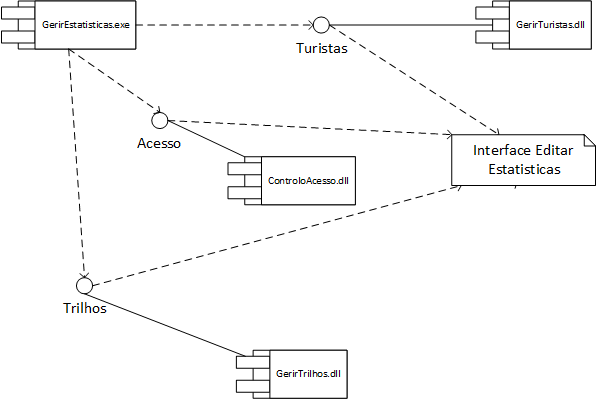 GerirEstatisticas.exe
GerirTuristas.dll
Turistas
Acesso
Interface Editar
Estatisticas
ControloAcesso.dll
Trilhos
GerirTrilhos.dll